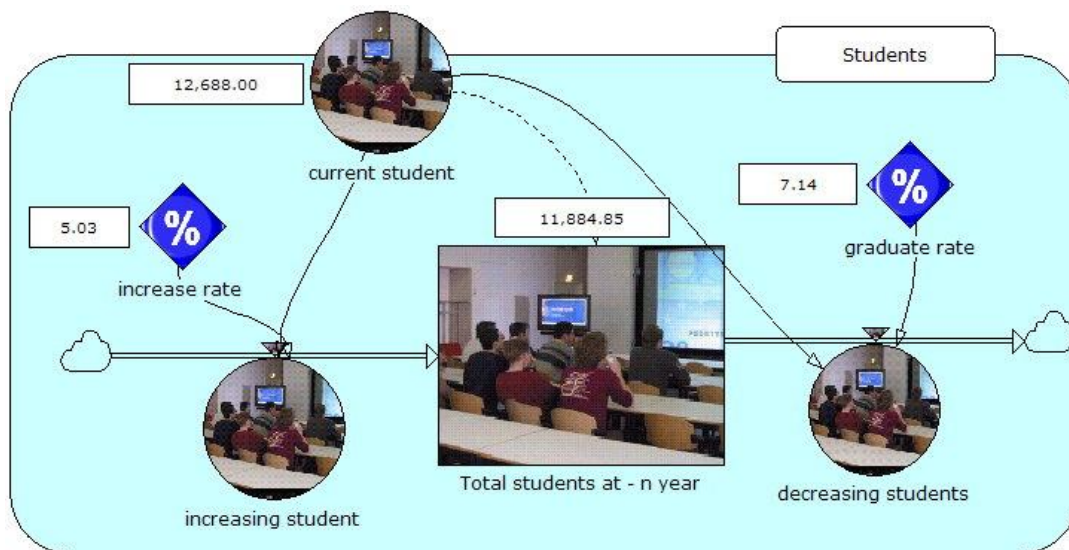 Students
12,688.00
current student
7.14
%
graduate rate
5.03
%
increase rate
11,884.85
Total students at - n year
increasing student
decreasing students